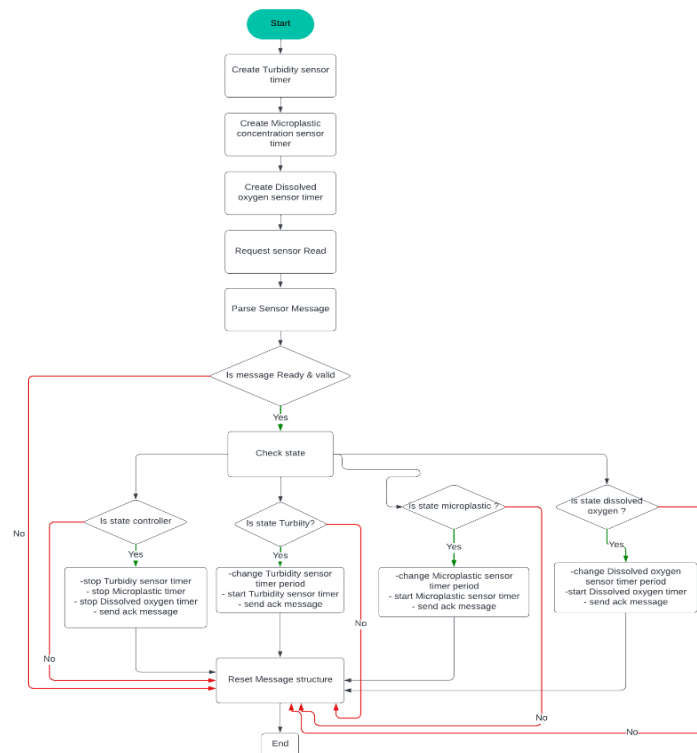 Start
Create Turbidity sensor
timer
Create Microplastic
concentration sensor
timer
Create Dissolved
oxygen sensor timer
Request sensor Read
Parse Sensor Message
Is message Ready & valid
Yes
Check state
Is state controller
Is state Turbiity?
Is state microplastic ?
is state dissolved
oxygen ?
No
Yes
Yes
Yes
Yes
-stop Turbidiy sensor timer
- stop Microplastic timer
- stop Dissolved oxygen timer
- send ack message
-change Turbidity sensor
timer period
- start Turbidity sensor timer
- send ack message
-change Microplastic sensor
timer period
- start Microplastic sensor timer
- send ack message
-change Dissolved oxygen
sensor timer period
-start Dissolved oxygen timer
- send ack message
No
No
Reset Message structure
No
No
End